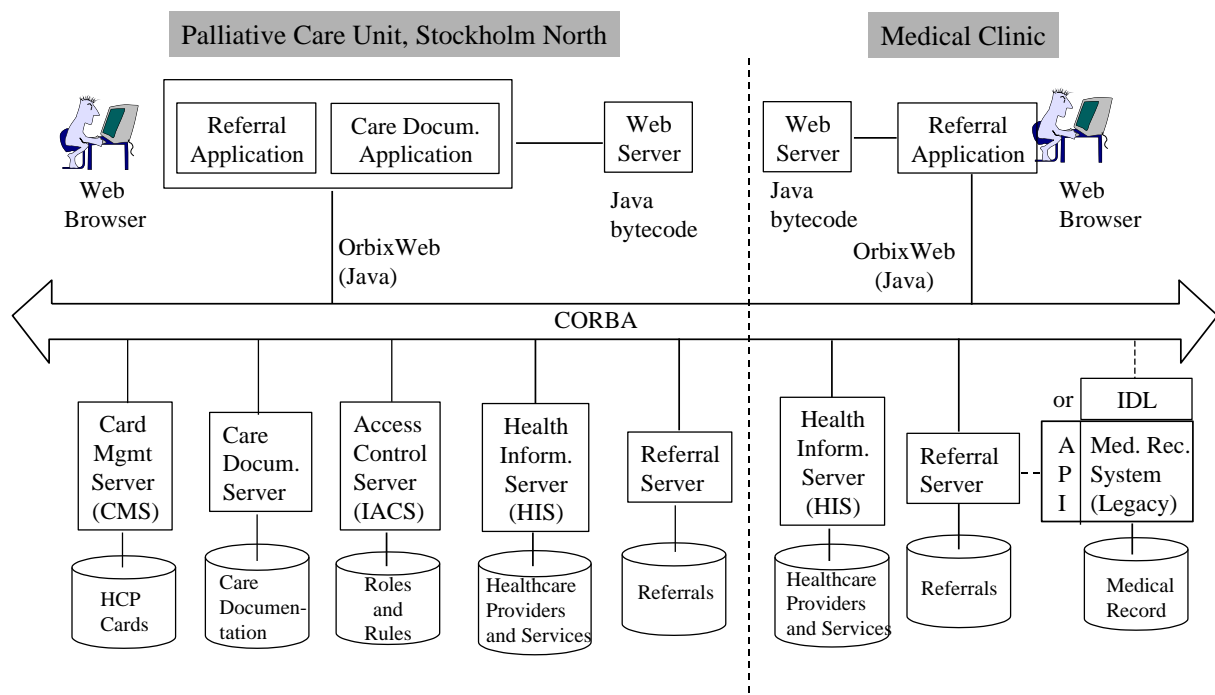 Palliative Care Unit, Stockholm North
Medical Clinic
Referral
Application
Care Docum.
Application
Web
Server
Web
Browser
Java
bytecode
OrbixWeb
(Java)
Web
Server
Referral
Application
Java
bytecode
Web
Browser
OrbixWeb
(Java)
CORBA
Card
Mgmt
Server
(CMS)
Care
Docum.
Server
Access
Control
Server
(IACS)
Health
Inform.
Server
(HIS)
Referral
Server
Health
Inform.
Server
(HIS)
Referral
Server
or
IDL
A
P
I
Med. Rec.
System
(Legacy)
HCP
Cards
Care
Documen-
tation
Roles
and
Rules
Healthcare
Providers
and Services
Referrals
Healthcare
Providers
and Services
Referrals
Medical
Record